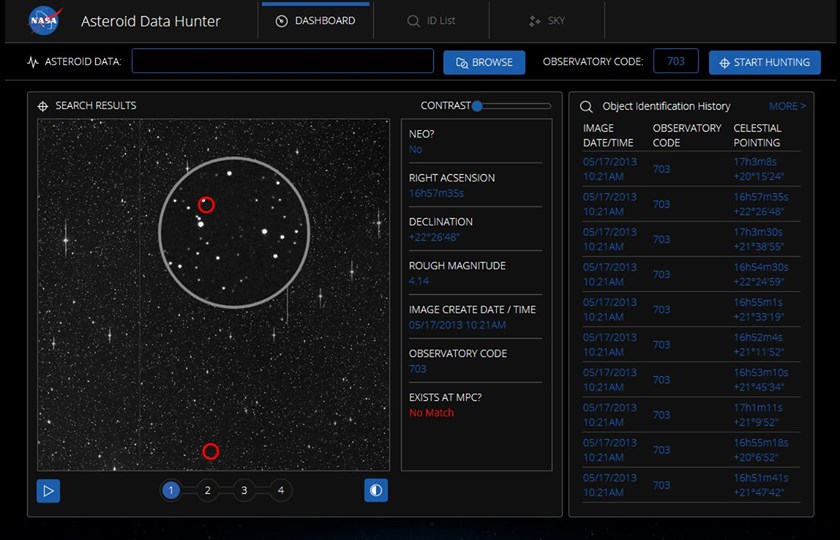 NASA
Asteroid Data Hunter
DASHBOARD
ID List
SKY
ASTEROID DATA:
BROWSE
OBSERVATORY CODE:
703
START HUNTING
SEARCH RESULTS
CONTRAST
NEO?
No
RIGHT ACSENSION
16h57m35s
DECLINATION
+22°26'48"
ROUGH MAGNITUDE
4.14
IMAGE CREATE DATE / TIME
05/17/2013 10:21AM
OBSERVATORY CODE
703
EXISTS AT MPC?
No Match
1 2 3 4
Object Identification History
MORE >
IMAGE OBSERVATORY CELESTIAL
DATE/TIME CODE POINTING
05/17/2013 703 17h3m8s
10:21AM +20°15'24"
05/17/2013 703 16h57m35s
10:21AM +22°26'48"
05/17/2013 703 17h3m30s
10:21AM +21°38'55"
05/17/2013 703 16h54m30s
10:21AM +22°24'59"
05/17/2013 703 16h55m1s
10:21AM +21°33'19"
05/17/2013 703 16h52m4s
10:21AM +21°11'52"
05/17/2013 703 16h53m10s
10:21AM +21°45'34"
05/17/2013 703 17h1m11s
10:21AM +21°9'52"
05/17/2013 703 16h55m18s
10:21AM +20°6'52"
05/17/2013 703 16h51m41s
10:21AM +21°47'42"